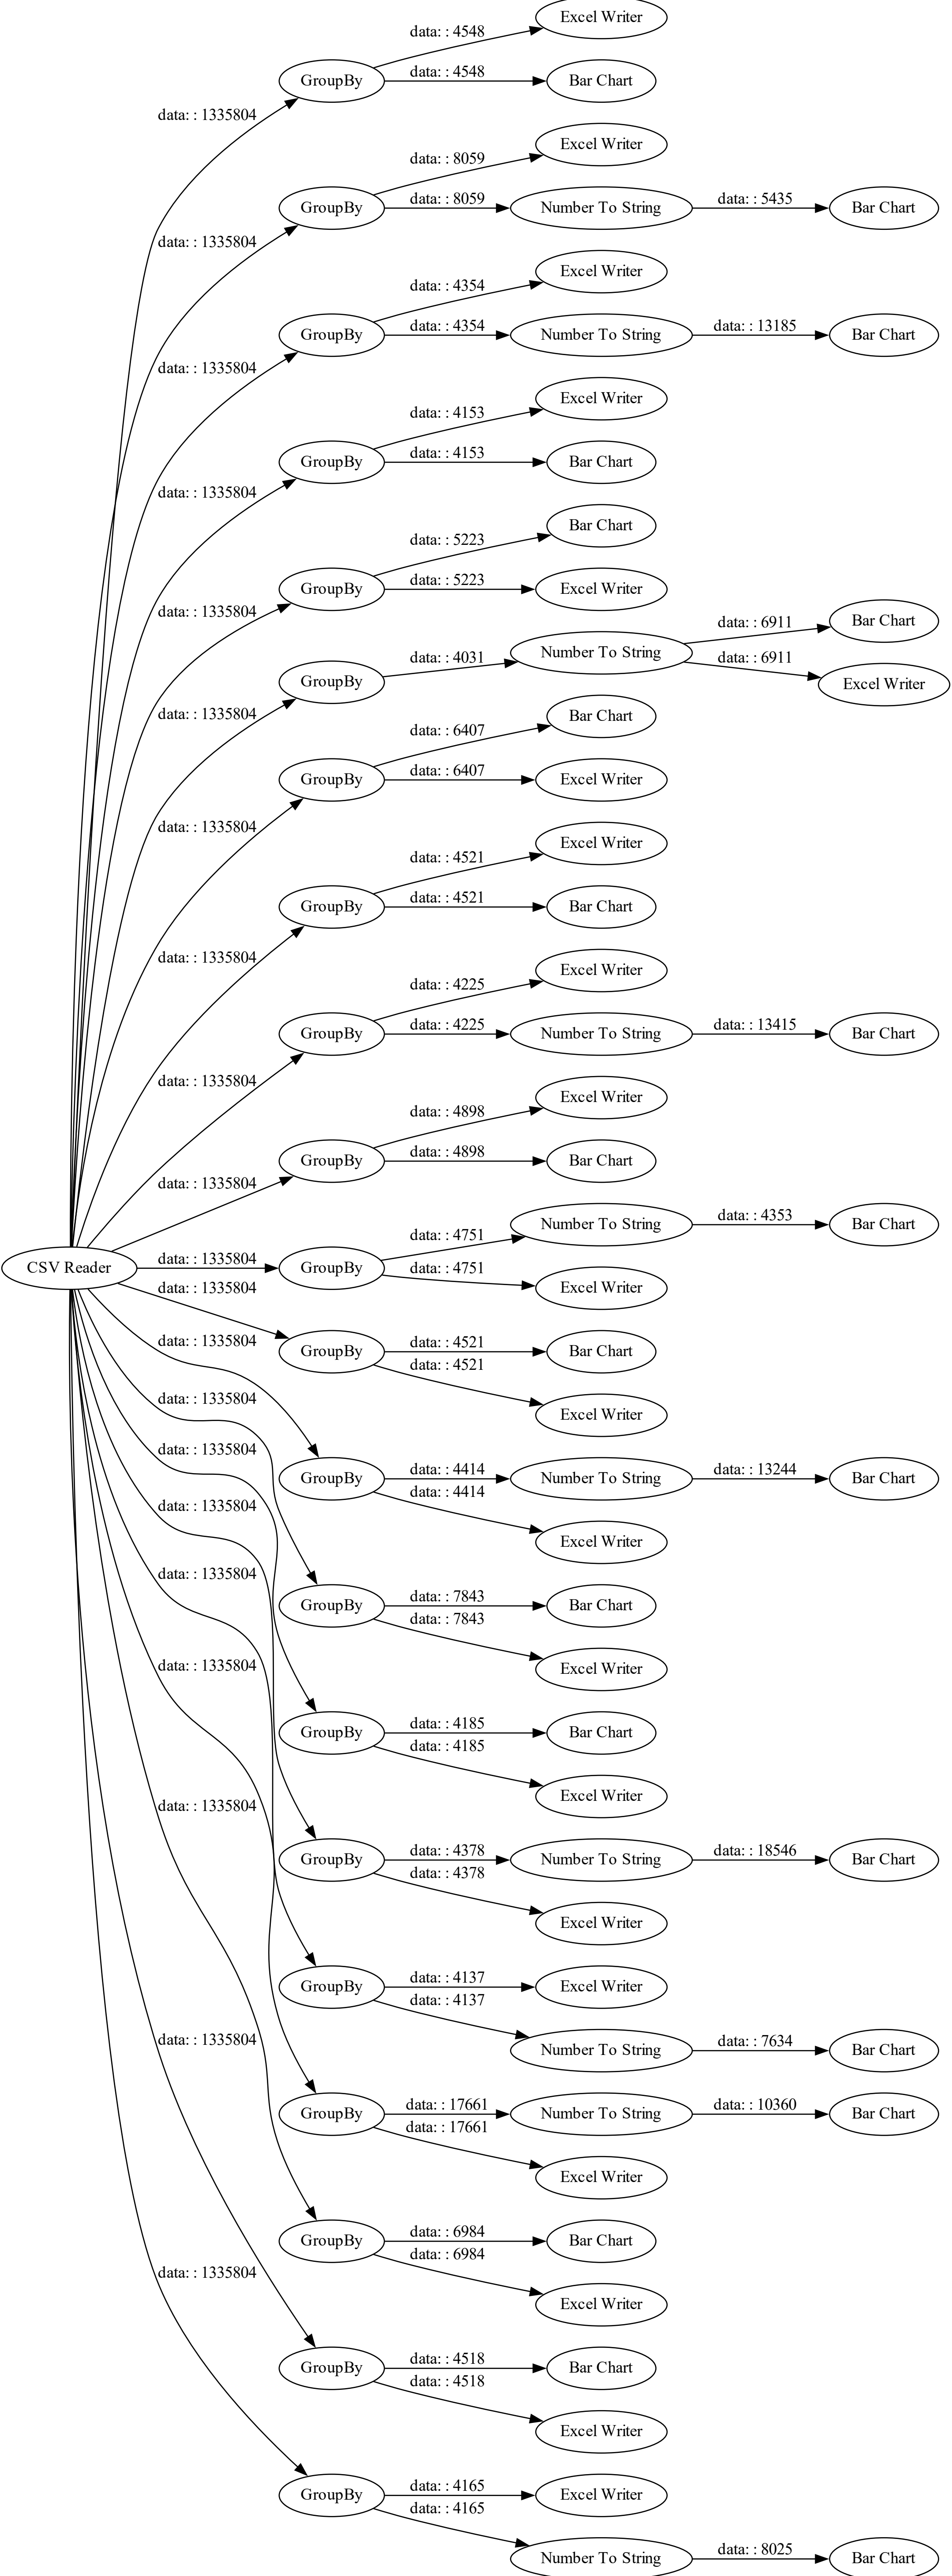 Excel Writer
data: : 4548
GroupBy
data: : 4548
Bar Chart
data: : 1335804
Excel Writer
data: : 8059
GroupBy
data: : 8059
Number To String
data: : 5435
Bar Chart
data: : 1335804
Excel Writer
data: : 4354
GroupBy
data: : 4354
Number To String
data: : 13185
Bar Chart
data: : 1335804
Excel Writer
data: : 4153
GroupBy
data: : 4153
Bar Chart
data: : 1335804
Bar Chart
data: : 5223
GroupBy
data: : 5223
Excel Writer
data: : 1335804
GroupBy
data: : 4031
Number To String
data: : 6911
Bar Chart
data: : 6911
Excel Writer
data: : 1335804
Bar Chart
data: : 6407
GroupBy
data: : 6407
Excel Writer
data: : 1335804
Excel Writer
data: : 4521
GroupBy
data: : 4521
Bar Chart
data: : 1335804
Excel Writer
data: : 4225
GroupBy
data: : 4225
Number To String
data: : 13415
Bar Chart
data: : 1335804
Excel Writer
data: : 4898
GroupBy
data: : 4898
Bar Chart
data: : 1335804
CSV Reader
data: : 1335804
GroupBy
data: : 4751
Number To String
data: : 4353
Bar Chart
data: : 4751
Excel Writer
data: : 1335804
GroupBy
data: : 4521
Bar Chart
data: : 4521
Excel Writer
data: : 1335804
GroupBy
data: : 4414
Number To String
data: : 13244
Bar Chart
data: : 4414
Excel Writer
data: : 1335804
GroupBy
data: : 7843
Bar Chart
data: : 7843
Excel Writer
data: : 1335804
GroupBy
data: : 4185
Bar Chart
data: : 4185
Excel Writer
data: : 1335804
GroupBy
data: : 4378
Number To String
data: : 18546
Bar Chart
data: : 4378
Excel Writer
data: : 1335804
GroupBy
data: : 4137
Excel Writer
data: : 4137
Number To String
data: : 7634
Bar Chart
data: : 1335804
GroupBy
data: : 17661
Number To String
data: : 10360
Bar Chart
data: : 17661
Excel Writer
data: : 1335804
GroupBy
data: : 6984
Bar Chart
data: : 6984
Excel Writer
data: : 1335804
GroupBy
data: : 4518
Bar Chart
data: : 4518
Excel Writer
data: : 1335804
GroupBy
data: : 4165
Excel Writer
data: : 4165
Number To String
data: : 8025
Bar Chart